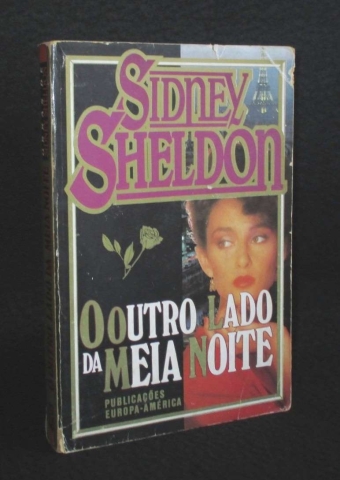 SIDNEY
SHELDON
O OUTRO LADO
DA MEIA NOITE
PUBLICAÇÕES
EUROPA-AMÉRICA